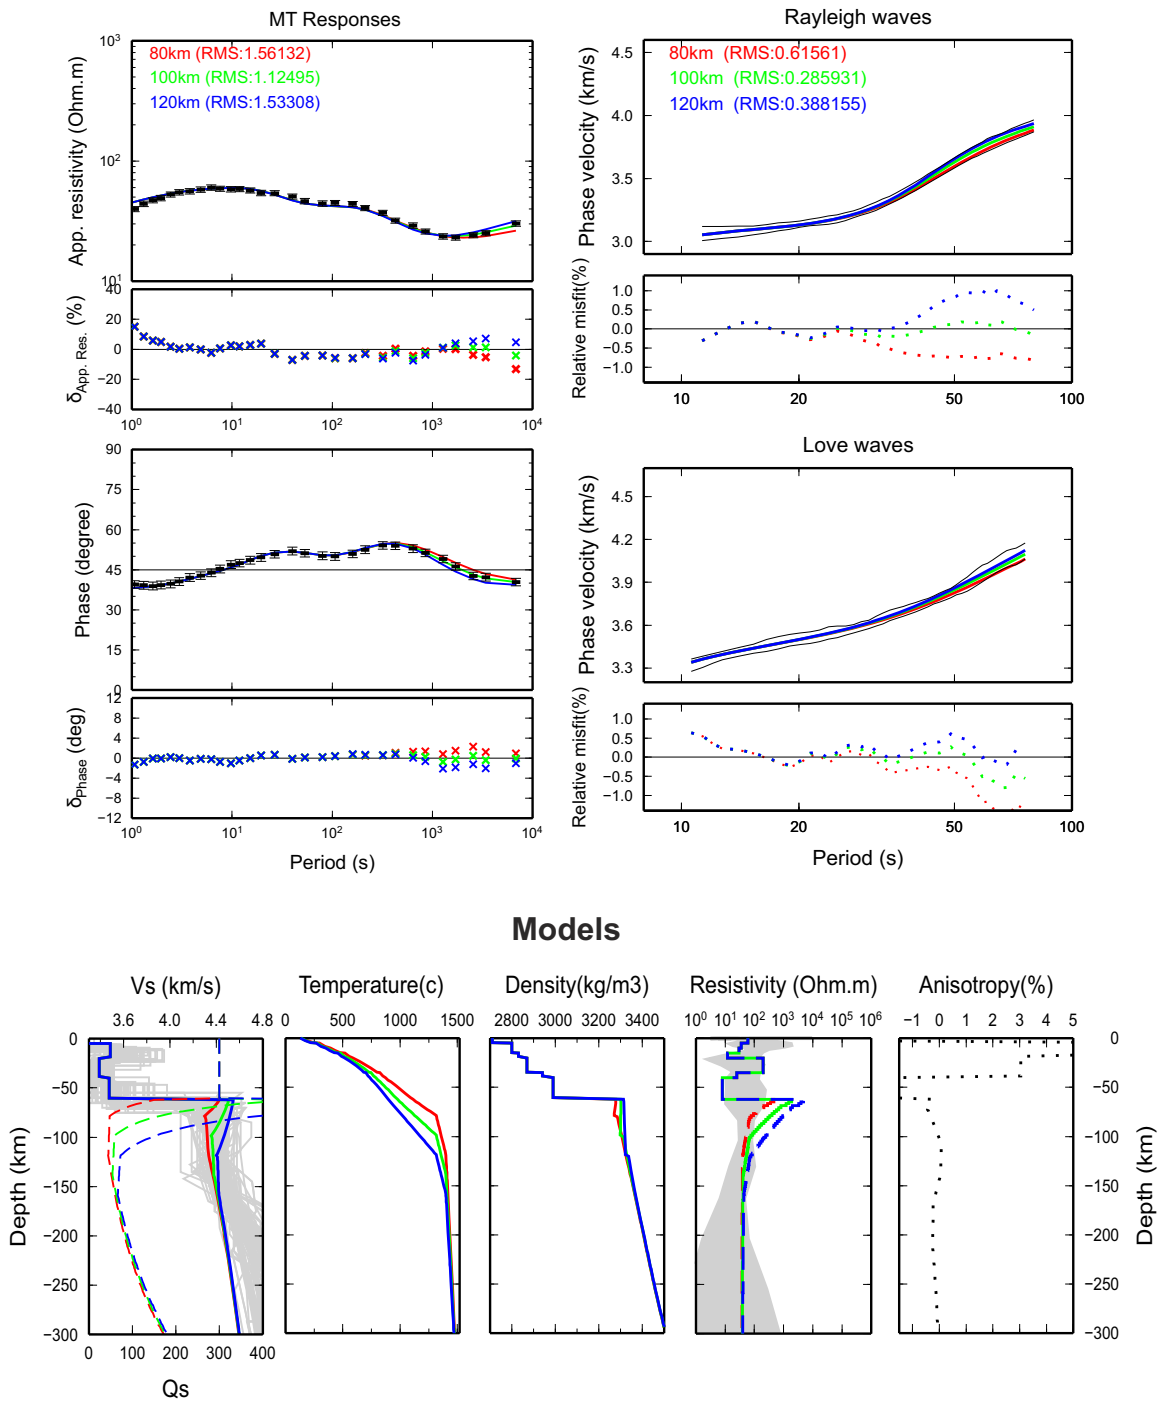 MT Responses
10³
80km (RMS:1.56132)
100km (RMS:1.12495)
120km (RMS:1.53308)
10²
10¹
App. resistivity (Ohm.m)
40
20
0
−20
−40
δApp. Res. (%)
10⁰ 10¹ 10² 10³ 10⁴
90
75
60
45
30
15
0
Phase (degree)
12
8
4
0
−4
−8
−12
δPhase (deg)
10⁰ 10¹ 10² 10³ 10⁴
Period (s)
Rayleigh waves
80km (RMS:0.61561)
100km (RMS:0.285931)
120km (RMS:0.388155)
4.5
4.0
3.5
3.0
Phase velocity (km/s)
1.0
0.5
0.0
−0.5
−1.0
Relative misfit(%)
10 20 50 100
Love waves
4.5
4.2
3.9
3.6
3.3
Phase velocity (km/s)
1.0
0.5
0.0
−0.5
−1.0
Relative misfit(%)
10 20 50 100
Period (s)
Models
Vs (km/s)
3.6 4.0 4.4 4.8
0
−50
−100
−150
−200
−250
−300
Depth (km)
0 100 200 300 400
Qs
Temperature(c)
0 500 1000 1500
Density(kg/m3)
2800 3000 3200 3400
Resistivity (Ohm.m)
10⁰ 10¹ 10² 10³ 10⁴ 10⁵ 10⁶
Anisotropy(%)
−1 0 1 2 3 4 5
0
−50
−100
−150
−200
−250
−300
Depth (km)